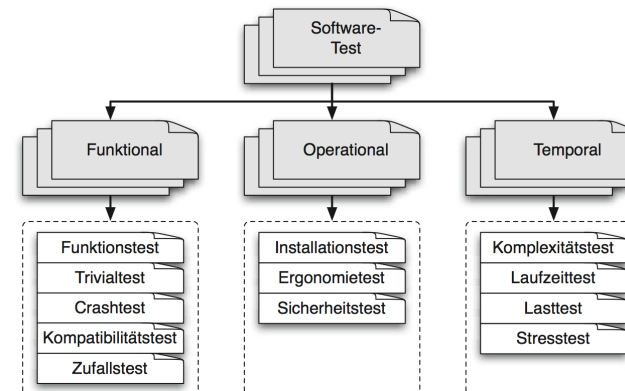 Software-
Test
Funktional
Operational
Temporal
Funktionstest
Trivialtest
Crashtest
Kompatibilitätstest
Zufallstest
Installationstest
Ergonomietest
Sicherheitstest
Komplexitätstest
Laufzeittest
Lasttest
Stresstest